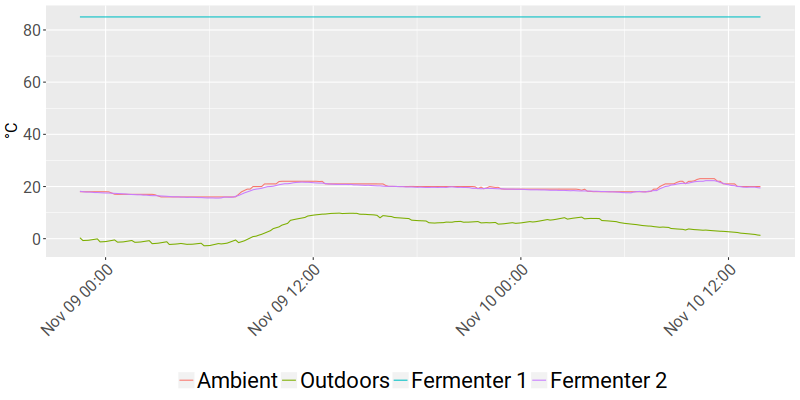 80
60
40
20
0
°C
Nov 09 00:00
Nov 09 12:00
Nov 10 00:00
Nov 10 12:00
Ambient Outdoors Fermenter 1 Fermenter 2